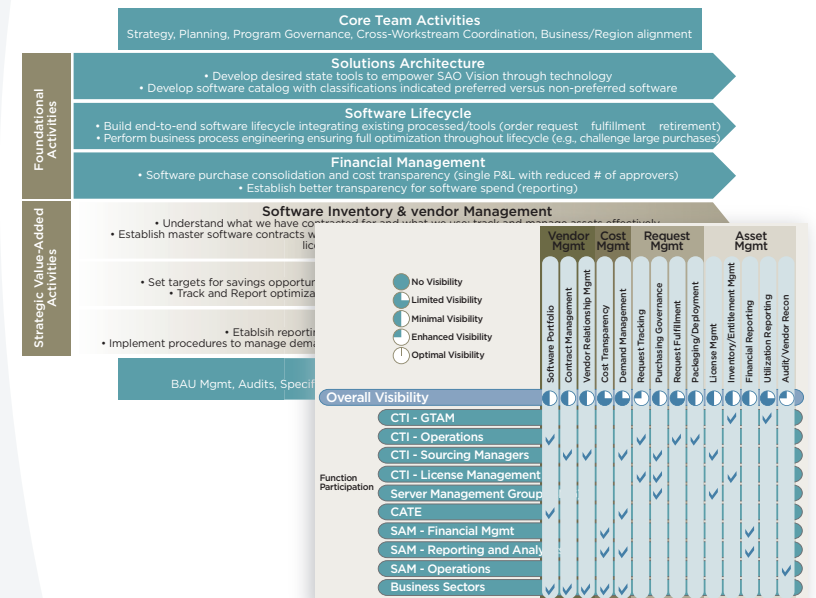 Core Team Activities
Strategy, Planning, Program Governance, Cross-Workstream Coordination, Business/Region alignment
Foundational
Activities
Solutions Architecture
• Develop desired state tools to empower SAO Vision through technology
• Develop software catalog with classifications indicated preferred versus non-preferred software
Software Lifecycle
• Build end-to-end software lifecycle integrating existing processed/tools (order request fulfillment retirement)
• Perform business process engineering ensuring full optimization throughout lifecycle (e.g., challenge large purchases)
Financial Management
• Software purchase consolidation and cost transparency (single P&L with reduced # of approvers)
• Establish better transparency for software spend (reporting)
Strategic Value-Added
Activities
Software Inventory & vendor Management
• Understand what we have contracted for and what we use; track and manage assets effectively
• Establish master software contracts w
lic
• Set targets for savings opportun
• Track and Report optimiza
• Etablsih reportin
• Implement procedures to manage dema
BAU Mgmt, Audits, Specif
Vendor
Mgmt
Cost
Mgmt
Request
Mgmt
Asset
Mgmt
No Visibility
Limited Visibility
Minimal Visibility
Enhanced Visibility
Optimal Visibility
Software Portfolio
Contract Management
Vendor Relationship Mgmt
Cost Transparency
Demand Management
Request Tracking
Purchasing Governance
Request Fulfillment
Packaging/Deployment
License Mgmt
Inventory/Entitlement Mgmt
Financial Reporting
Utilization Reporting
Audit/Vendor Recon
Overall Visibility
Function
Participation
CTI - GTAM
CTI - Operations
CTI - Sourcing Managers
CTI - License Management
Server Management Group
CATE
SAM - Financial Mgmt
SAM - Reporting and Analy
SAM - Operations
Business Sectors